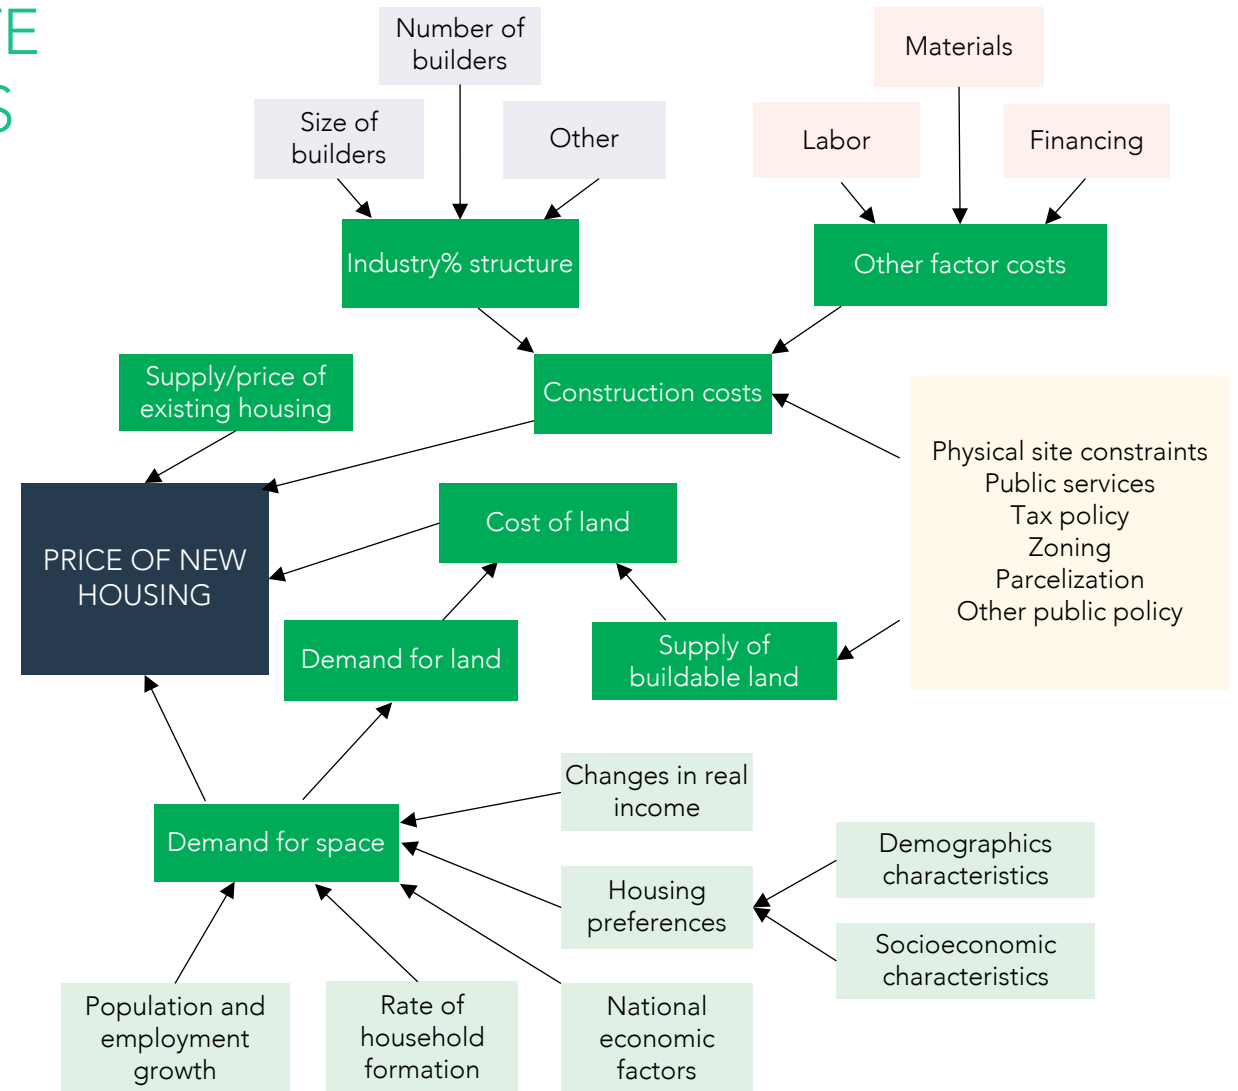 TE
S
Number of
builders
Materials
Size of
builders
Other
Labor
Financing
Industry% structure
Other factor costs
Supply/price of
existing housing
Construction costs
Physical site constraints
Public services
Tax policy
Zoning
Parcelization
Other public policy
PRICE OF NEW
HOUSING
Cost of land
Demand for land
Supply of
buildable land
Changes in real
income
Demand for space
Demographics
characteristics
Housing
preferences
Socioeconomic
characteristics
Population and
employment
growth
Rate of
household
formation
National
economic
factors